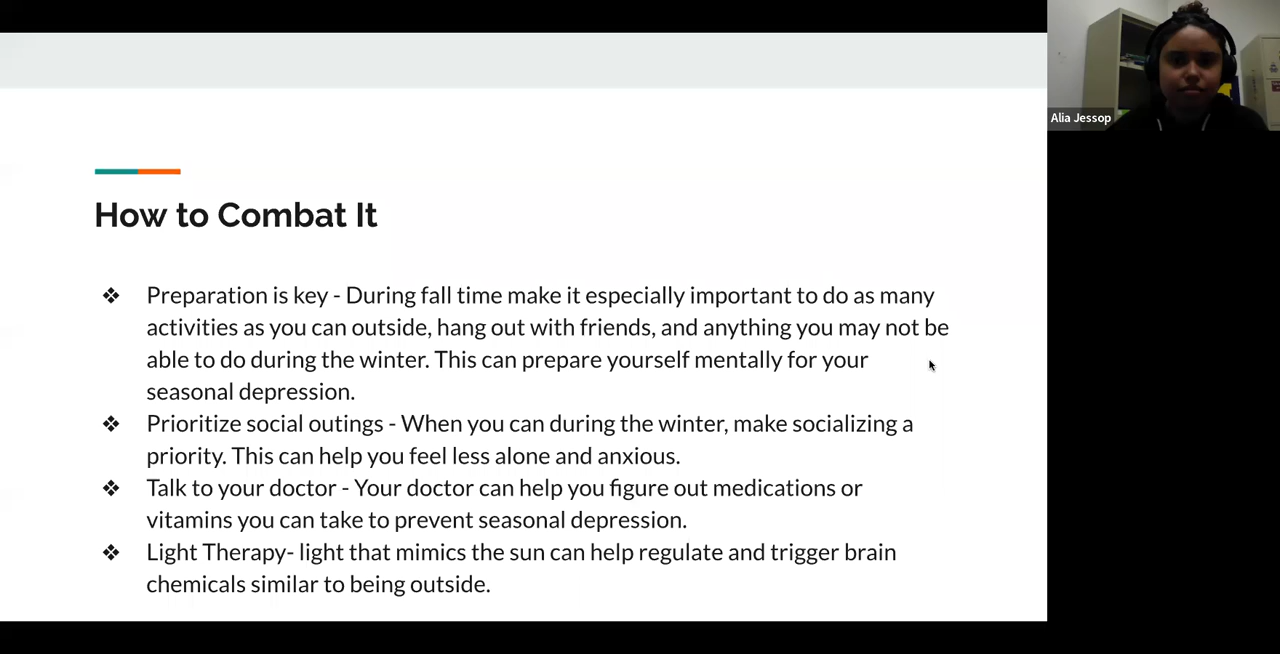 Alia Jessop
How to Combat It
❖ Preparation is key - During fall time make it especially important to do as many
activities as you can outside, hang out with friends, and anything you may not be
able to do during the winter. This can prepare yourself mentally for your
seasonal depression.
❖ Prioritize social outings - When you can during the winter, make socializing a
priority. This can help you feel less alone and anxious.
❖ Talk to your doctor - Your doctor can help you figure out medications or
vitamins you can take to prevent seasonal depression.
❖ Light Therapy- light that mimics the sun can help regulate and trigger brain
chemicals similar to being outside.